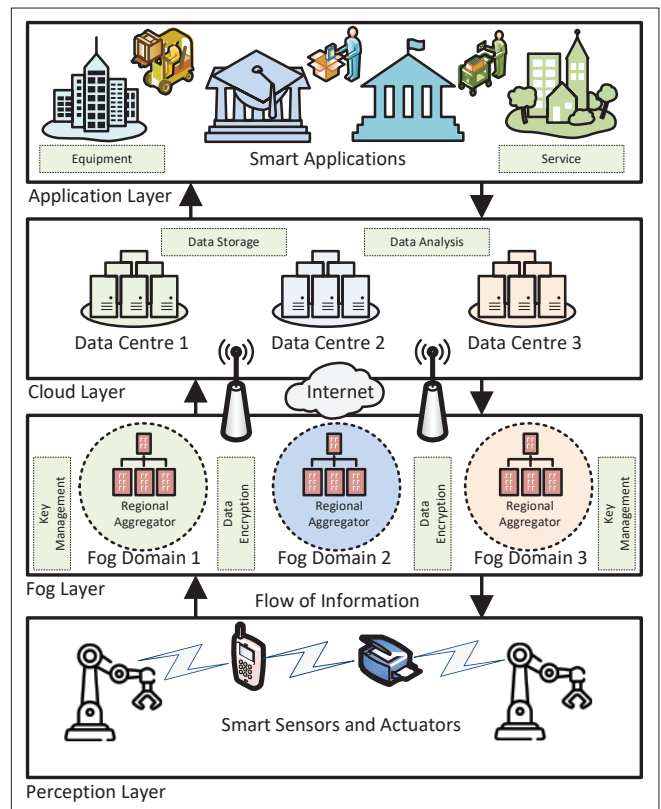 Equipment
Smart Applications
Service
Application Layer
Data Storage
Data Analysis
Data Centre 1
Data Centre 2
Data Centre 3
Cloud Layer
Internet
Key
Management
Regional
Aggregator
Fog Domain 1
Data
Encryption
Regional
Aggregator
Fog Domain 2
Data
Encryption
Regional
Aggregator
Fog Domain 3
Key
Management
Fog Layer
Flow of Information
Smart Sensors and Actuators
Perception Layer